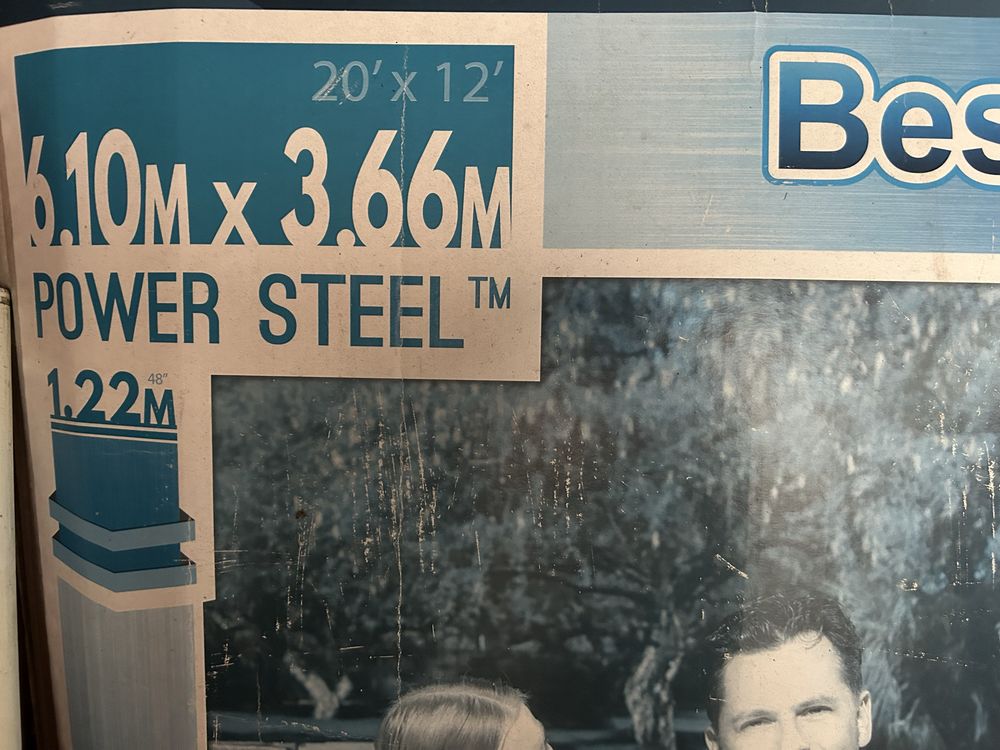 20' x 12'
6.10M x 3.66M
POWER STEEL™
1.22M 48"
Bes